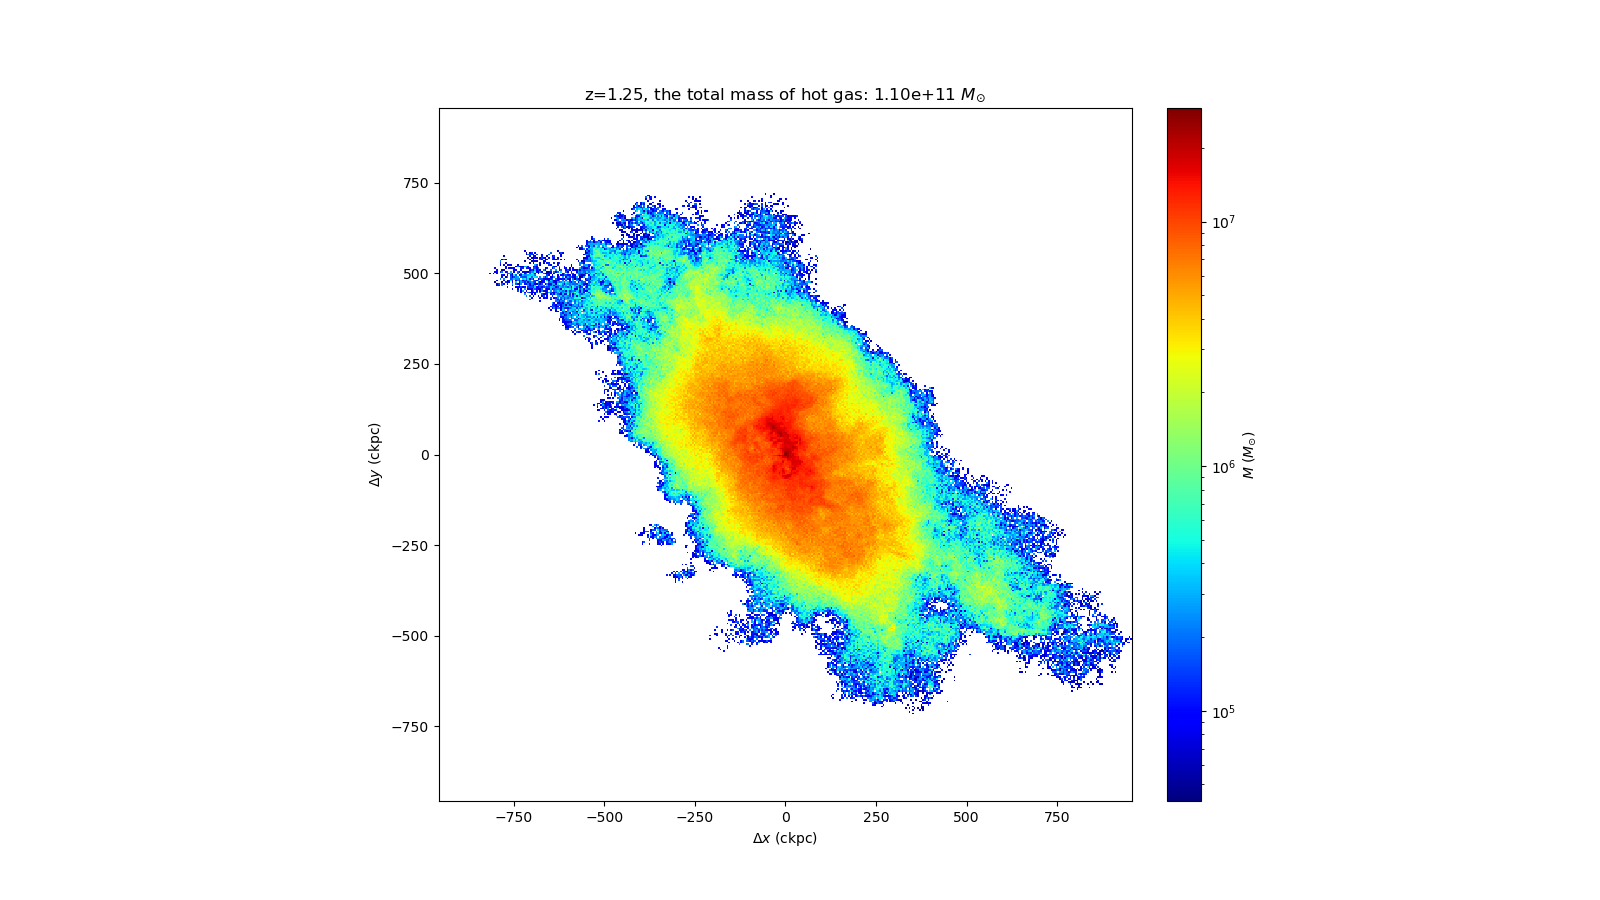 z=1.25, the total mass of hot gas: 1.10e+11 M☉
750
500
250
0
−250
−500
−750
Δy (ckpc)
−750 −500 −250 0 250 500 750
Δx (ckpc)
10⁷
10⁶
10⁵
M (M☉)